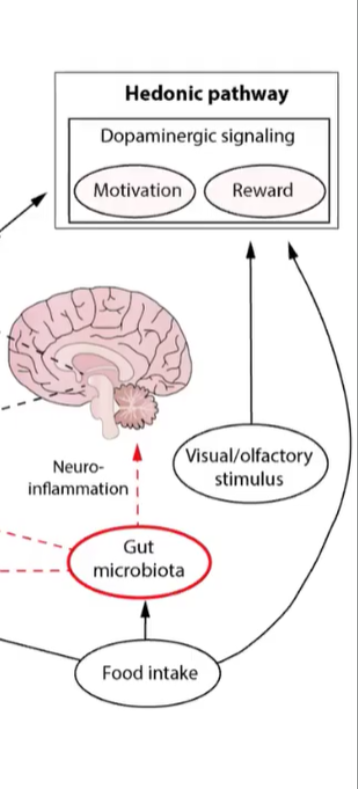 Hedonic pathway
Dopaminergic signaling
Motivation
Reward
Visual/olfactory
stimulus
Neuro-
inflammation
Gut
microbiota
Food intake